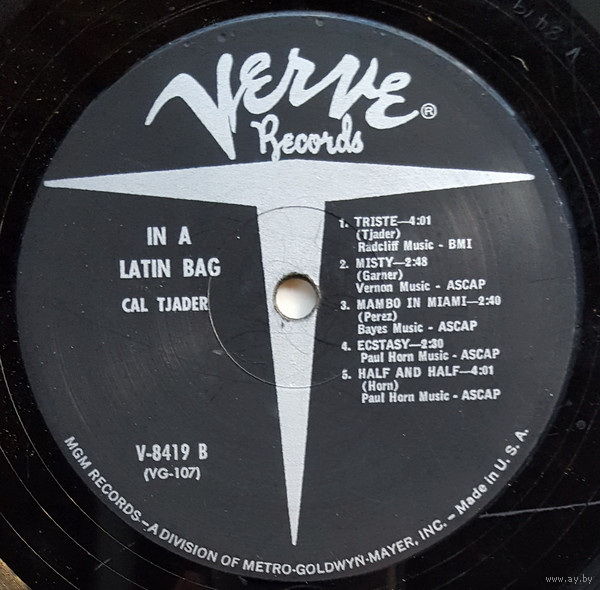 VERVE®
Records
IN A
LATIN BAG
CAL TJADER
1. TRISTE—4:01
(Tjader)
Radcliff Music - BMI
2. MISTY—2:48
(Garner)
Vernon Music - ASCAP
3. MAMBO IN MIAMI—2:40
(Perez)
Bayes Music - ASCAP
4. ECSTASY—2:30
Paul Horn Music - ASCAP
5. HALF AND HALF—4:01
(Horn)
Paul Horn Music - ASCAP
V-8419 B
(VG-107)
MGM RECORDS—A DIVISION OF METRO-GOLDWYN-MAYER, INC. – Made in U. S. A.
www.ay.by